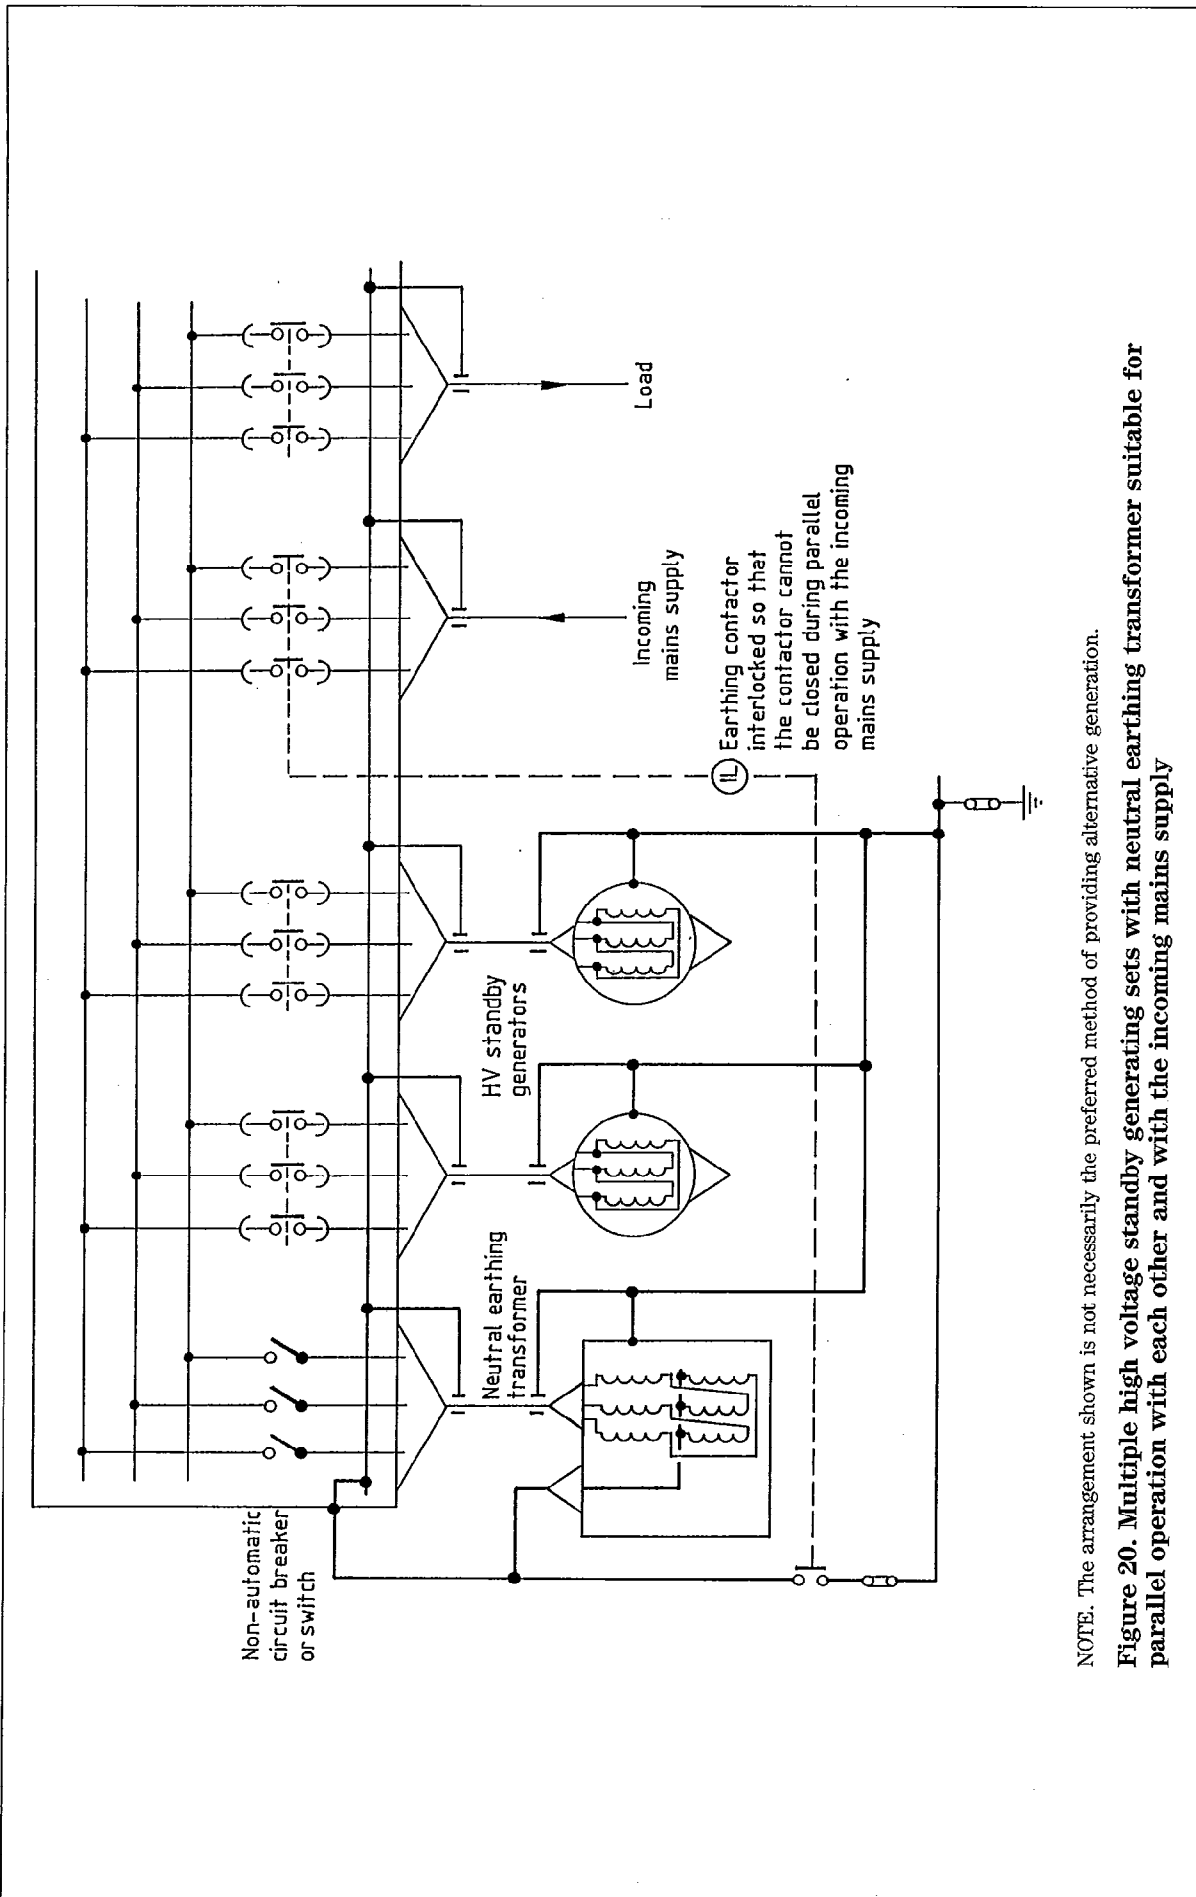 Non-automatic
circuit breaker
or switch
Neutral earthing
transformer
HV standby
generators
Incoming
mains supply
Load
IL
Earthing contactor
interlocked so that
the contactor cannot
be closed during parallel
operation with the incoming
mains supply
NOTE. The arrangement shown is not necessarily the preferred method of providing alternative generation.
Figure 20. Multiple high voltage standby generating sets with neutral earthing transformer suitable for
parallel operation with each other and with the incoming mains supply